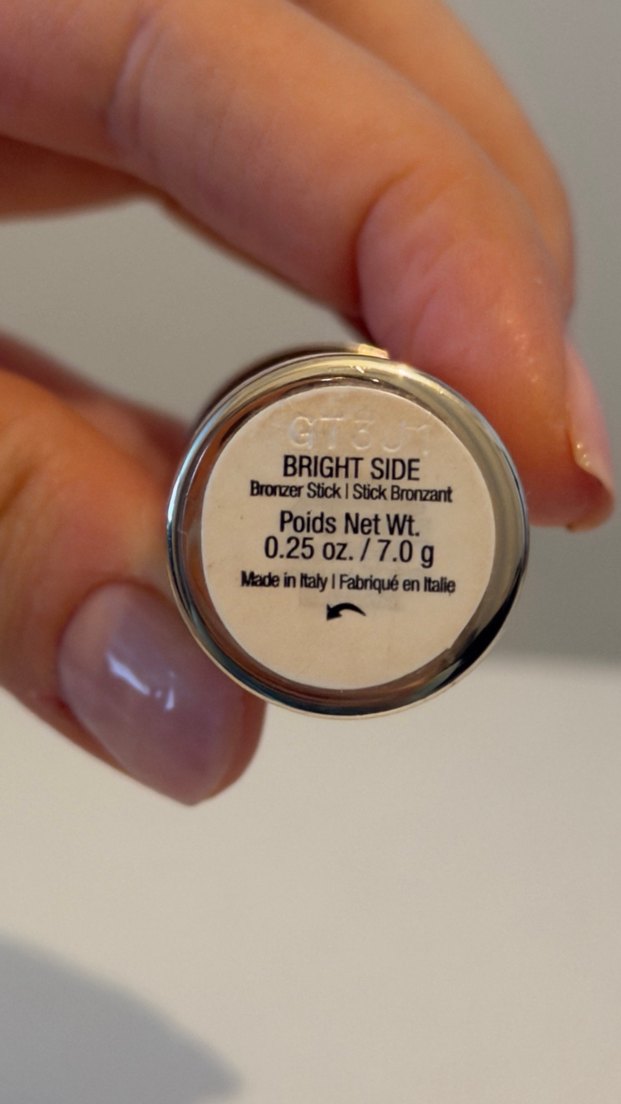 GT3J1
BRIGHT SIDE
Bronzer Stick | Stick Bronzant
Poids Net Wt.
0.25 oz. / 7.0 g
Made in Italy | Fabriqué en Italie